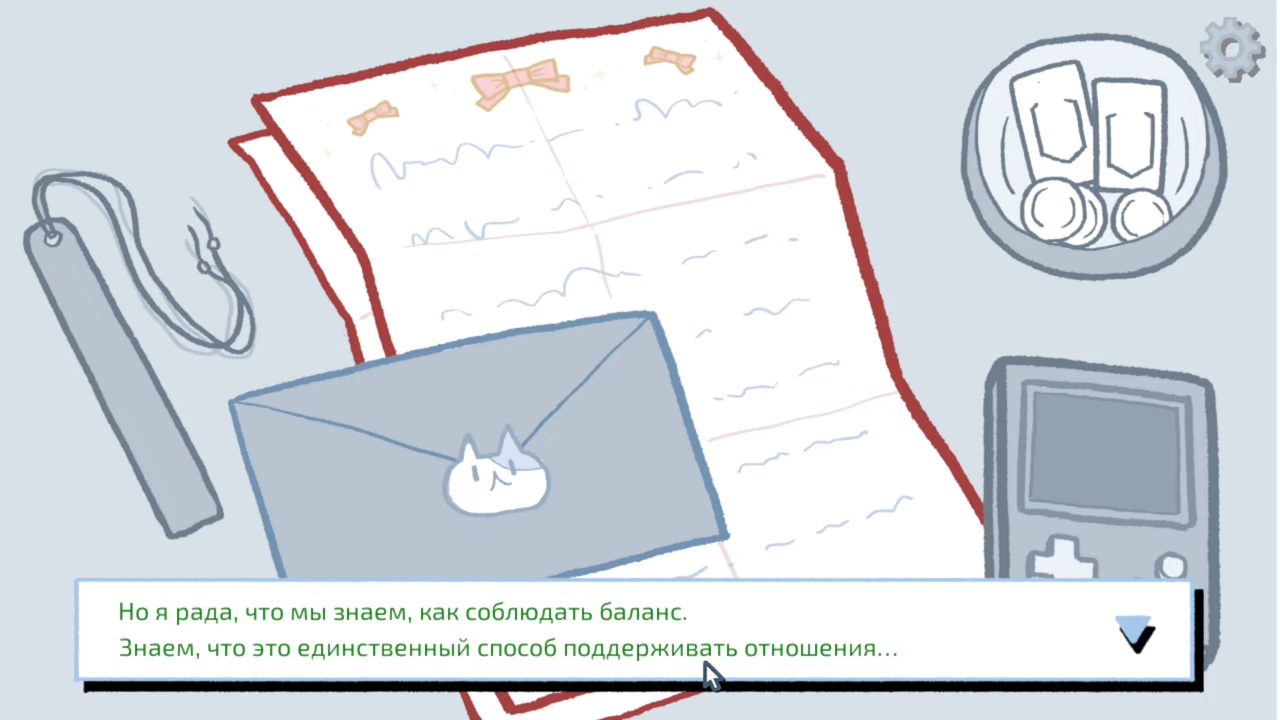 Но я рада, что мы знаем, как соблюдать баланс.
Знаем, что это единственный способ поддерживать отношения...